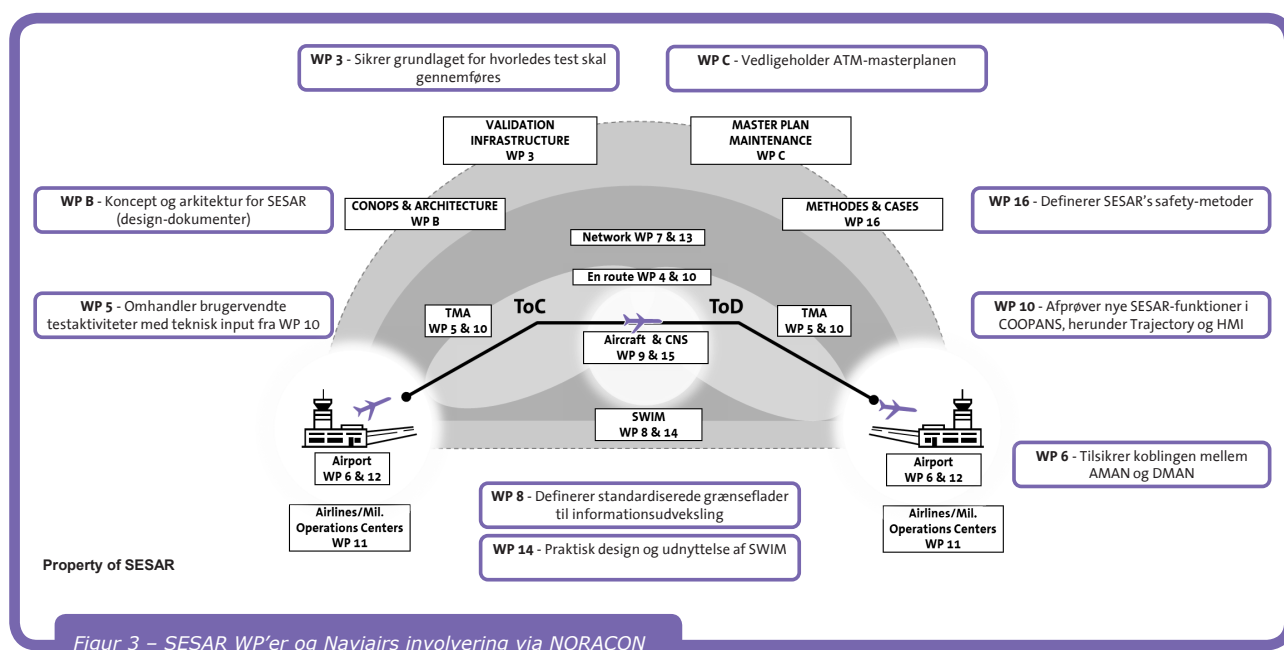 WP 3 - Sikrer grundlaget for hvorledes test skal
gennemføres
WP C - Vedligeholder ATM-masterplanen
VALIDATION
INFRASTRUCTURE
WP 3
MASTER PLAN
MAINTENANCE
WP C
WP B - Koncept og arkitektur for SESAR
(design-dokumenter)
CONOPS & ARCHITECTURE
WP B
METHODES & CASES
WP 16
WP 16 - Definerer SESAR's safety-metoder
Network WP 7 & 13
En route WP 4 & 10
WP 5 - Omhandler brugervendte
testaktiviteter med teknisk input fra WP 10
TMA
WP 5 & 10
ToC
ToD
TMA
WP 5 & 10
WP 10 - Afprøver nye SESAR-funktioner i
COOPANS, herunder Trajectory og HMI
Aircraft & CNS
WP 9 & 15
SWIM
WP 8 & 14
Airport
WP 6 & 12
Airport
WP 6 & 12
WP 6 - Tilsikrer koblingen mellem
AMAN og DMAN
Airlines/Mil.
Operations Centers
WP 11
WP 8 - Definerer standardiserede grænseflader
til informationsudveksling
Airlines/Mil.
Operations Centers
WP 11
WP 14 - Praktisk design og udnyttelse af SWIM
Property of SESAR
Figur 3 – SESAR WP'er og Naviairs involvering via NORACON